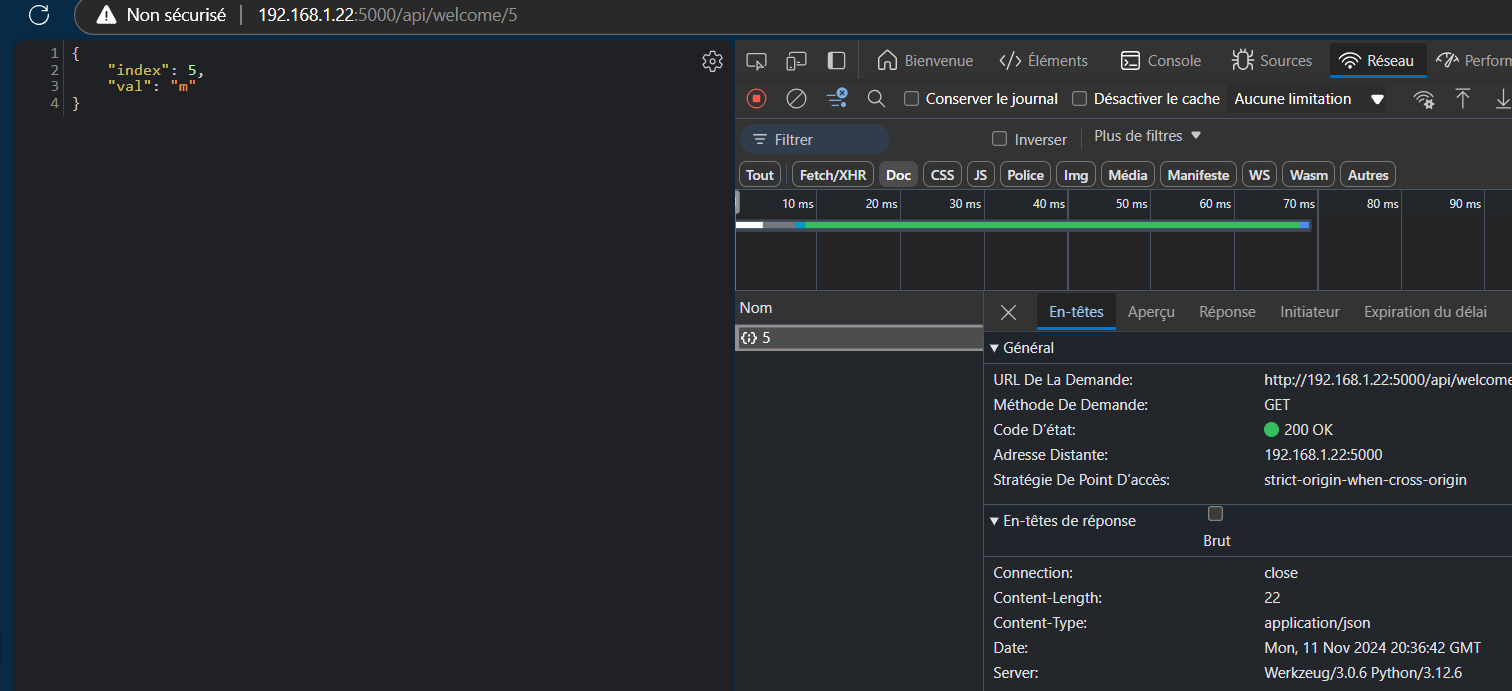 Non sécurisé | 192.168.1.22:5000/api/welcome/5
1 {
2 "index": 5,
3 "val": "m"
4 }
Bienvenue </> Éléments Console Sources Réseau Perform
Conserver le journal Désactiver le cache Aucune limitation
Filtrer Inverser Plus de filtres
Tout Fetch/XHR Doc CSS JS Police Img Média Manifeste WS Wasm Autres
10 ms 20 ms 30 ms 40 ms 50 ms 60 ms 70 ms 80 ms 90 ms
Nom
{;} 5
En-têtes Aperçu Réponse Initiateur Expiration du délai
Général
URL De La Demande: http://192.168.1.22:5000/api/welcome
Méthode De Demande: GET
Code D'état: 200 OK
Adresse Distante: 192.168.1.22:5000
Stratégie De Point D'accès: strict-origin-when-cross-origin
En-têtes de réponse
Brut
Connection: close
Content-Length: 22
Content-Type: application/json
Date: Mon, 11 Nov 2024 20:36:42 GMT
Server: Werkzeug/3.0.6 Python/3.12.6